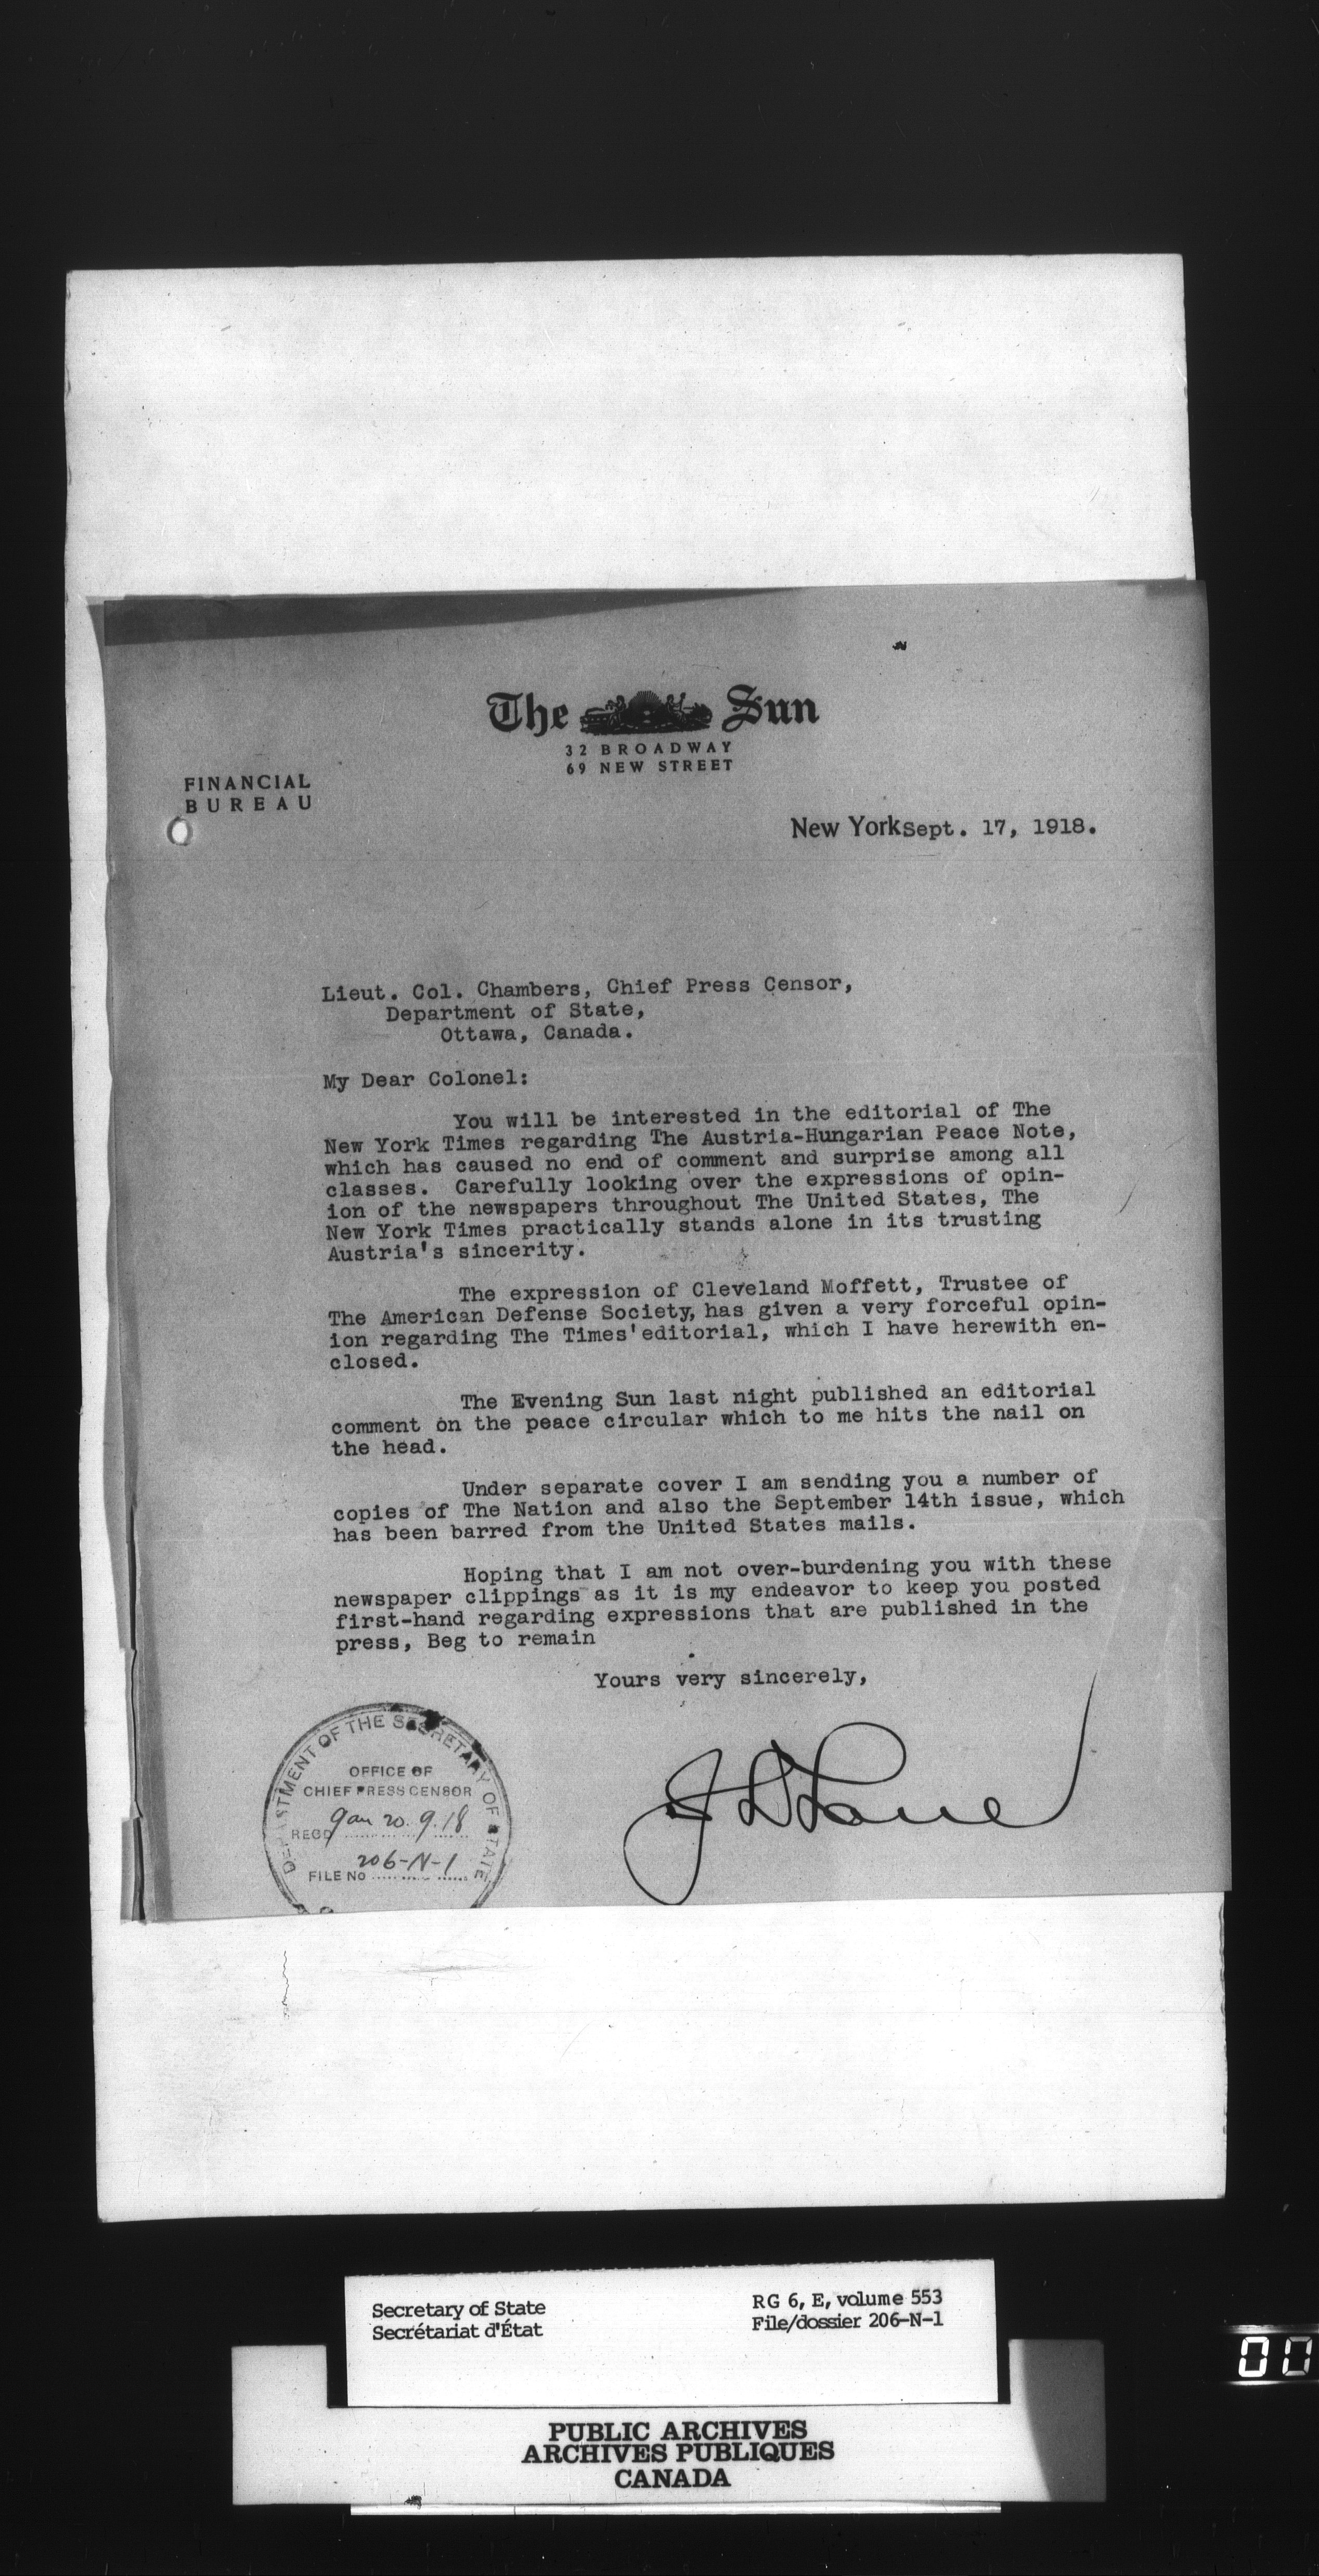 The Sun
32 BROADWAY
69 NEW STREET
FINANCIAL
BUREAU
New York Sept. 17, 1918.
Lieut. Col. Chambers, Chief Press Censor,
Department of State,
Ottawa, Canada.
My Dear Colonel:
You will be interested in the editorial of The
New York Times regarding The Austria-Hungarian Peace Note,
which has caused no end of comment and surprise among all
classes. Carefully looking over the expressions of opin-
ion of the newspapers throughout The United States, The
New York Times practically stands alone in its trusting
Austria's sincerity.
The expression of Cleveland Moffett, Trustee of
The American Defense Society, has given a very forceful opin-
ion regarding The Times'editorial, which I have herewith en-
closed.
The Evening Sun last night published an editorial
comment on the peace circular which to me hits the nail on
the head.
Under separate cover I am sending you a number of
copies of The Nation and also the September 14th issue, which
has been barred from the United States mails.
Hoping that I am not over-burdening you with these
newspaper clippings as it is my endeavor to keep you posted
first-hand regarding expressions that are published in the
press, Beg to remain
Yours very sincerely,
DEPARTMENT OF THE SECRETARY OF STATE
OFFICE OF
CHIEF PRESS CENSOR
REC'D 20.9.18
FILE No 206-N-1
Secretary of State
Secrétariat d'État
RG 6, E, volume 553
File/dossier 206-N-1
PUBLIC ARCHIVES
ARCHIVES PUBLIQUES
CANADA
00